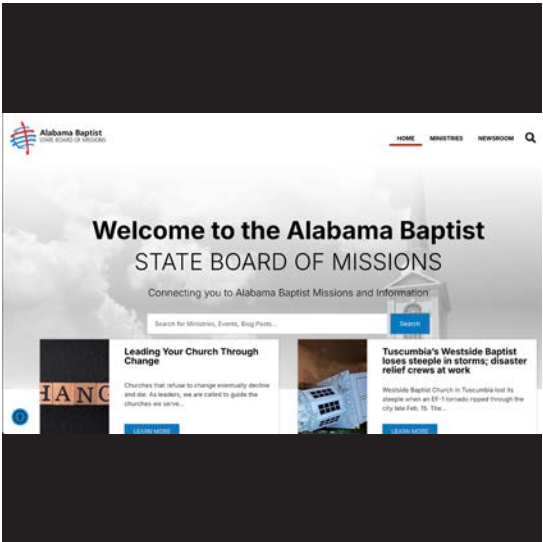 Alabama Baptist
STATE BOARD OF MISSIONS
HOME MINISTRIES NEWSROOM
Welcome to the Alabama Baptist
STATE BOARD OF MISSIONS
Connecting you to Alabama Baptist Missions and Information
Search for Ministries, Events, Blog Posts... Search
HANG
Leading Your Church Through
Change
Churches that refuse to change eventually decline
and die. As leaders, we are called to guide the
churches we serve...
LEARN MORE
Tuscumbia's Westside Baptist
loses steeple in storms; disaster
relief crews at work
Westside Baptist Church in Tuscumbia lost its
steeple when an EF-1 tornado ripped through the
city late Feb. 15. The...
LEARN MORE